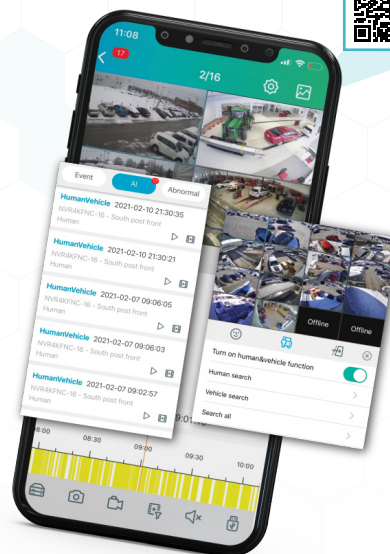 11:08
17
2/16
Event
AI
Abnormal
HumanVehicle 2021-02-10 21:30:35
NVR4KFNC-16 - South post front
Human
HumanVehicle 2021-02-10 21:30:21
NVR4KFNC-16 - South post front
Human
HumanVehicle 2021-02-07 09:06:05
NVR4KFNC-16 - South post front
Human
HumanVehicle 2021-02-07 09:06:03
NVR4KFNC-16 - South post front
Human
HumanVehicle 2021-02-07 09:02:57
NVR4KFNC-16 - South post front
Human
Offline
Offline
Turn on human&vehicle function
Human search
Vehicle search
Search all
08:00
08:30
09:00
09:30
10:00